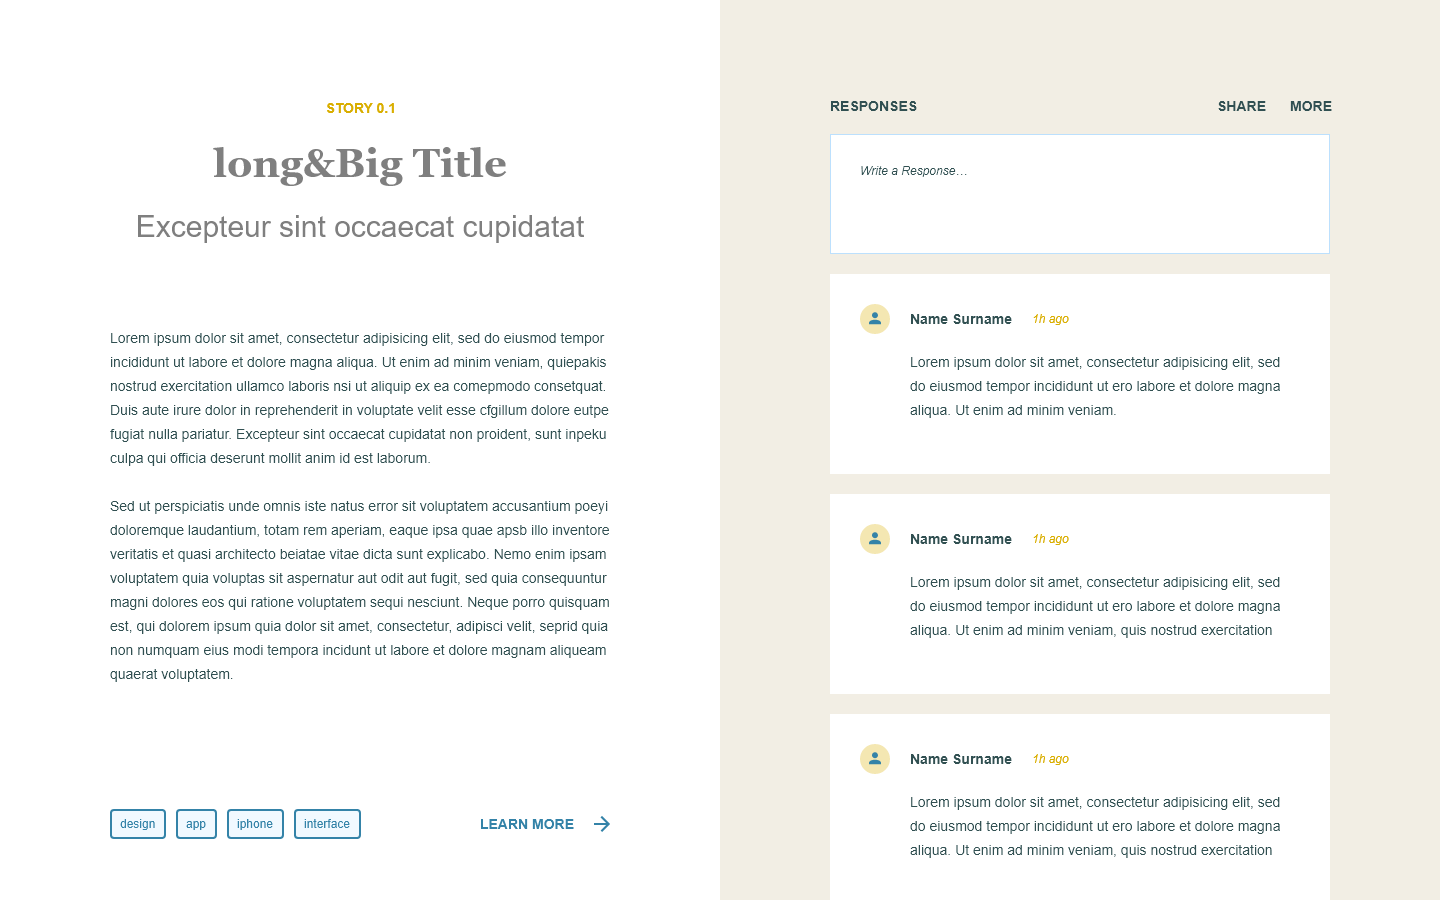 STORY 0.1
long&Big Title
Excepteur sint occaecat cupidatat
Lorem ipsum dolor sit amet, consectetur adipisicing elit, sed do eiusmod tempor
incididunt ut labore et dolore magna aliqua. Ut enim ad minim veniam, quiepakis
nostrud exercitation ullamco laboris nsi ut aliquip ex ea comepmodo consetquat.
Duis aute irure dolor in reprehenderit in voluptate velit esse cfgillum dolore eutpe
fugiat nulla pariatur. Excepteur sint occaecat cupidatat non proident, sunt inpeku
culpa qui officia deserunt mollit anim id est laborum.
Sed ut perspiciatis unde omnis iste natus error sit voluptatem accusantium poeyi
doloremque laudantium, totam rem aperiam, eaque ipsa quae apsb illo inventore
veritatis et quasi architecto beiatae vitae dicta sunt explicabo. Nemo enim ipsam
voluptatem quia voluptas sit aspernatur aut odit aut fugit, sed quia consequuntur
magni dolores eos qui ratione voluptatem sequi nesciunt. Neque porro quisquam
est, qui dolorem ipsum quia dolor sit amet, consectetur, adipisci velit, seprid quia
non numquam eius modi tempora incidunt ut labore et dolore magnam aliqueam
quaerat voluptatem.
design app iphone interface LEARN MORE
RESPONSES SHARE MORE
Write a Response…
Name Surname 1h ago
Lorem ipsum dolor sit amet, consectetur adipisicing elit, sed
do eiusmod tempor incididunt ut ero labore et dolore magna
aliqua. Ut enim ad minim veniam.
Name Surname 1h ago
Lorem ipsum dolor sit amet, consectetur adipisicing elit, sed
do eiusmod tempor incididunt ut ero labore et dolore magna
aliqua. Ut enim ad minim veniam, quis nostrud exercitation
Name Surname 1h ago
Lorem ipsum dolor sit amet, consectetur adipisicing elit, sed
do eiusmod tempor incididunt ut ero labore et dolore magna
aliqua. Ut enim ad minim veniam, quis nostrud exercitation